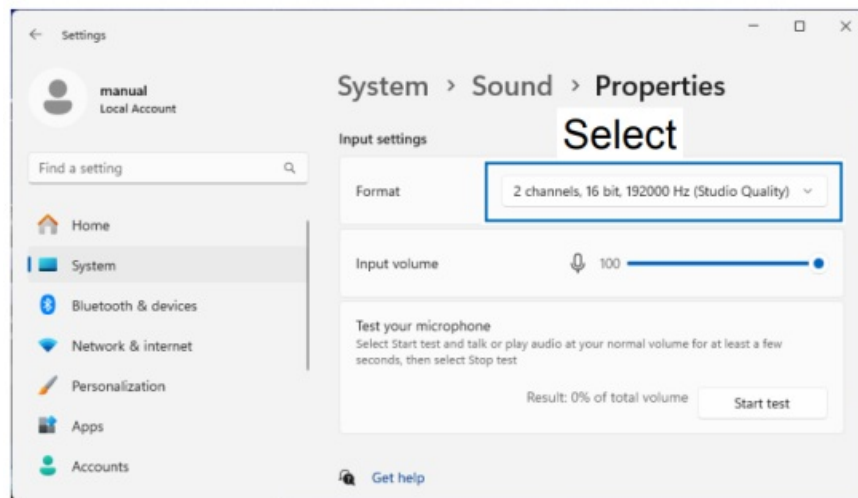 Settings
manual
Local Account
Find a setting
Home
System
Bluetooth & devices
Network & internet
Personalization
Apps
Accounts
System > Sound > Properties
Select
Input settings
Format
2 channels, 16 bit, 192000 Hz (Studio Quality)
Input volume
100
Test your microphone
Select Start test and talk or play audio at your normal volume for at least a few
seconds, then select Stop test
Result: 0% of total volume
Start test
Get help